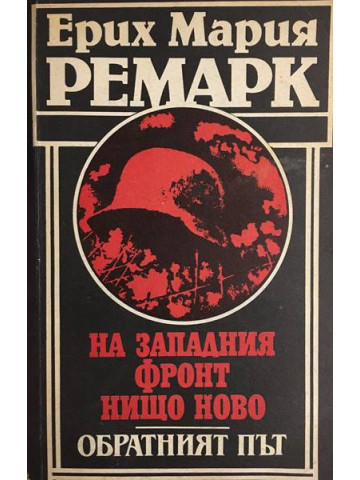 Ерих Мария
РЕМАРК
НА ЗАПАДНИЯ
ФРОНТ
НИЩО НОВО
ОБРАТНИЯТ ПЪТ